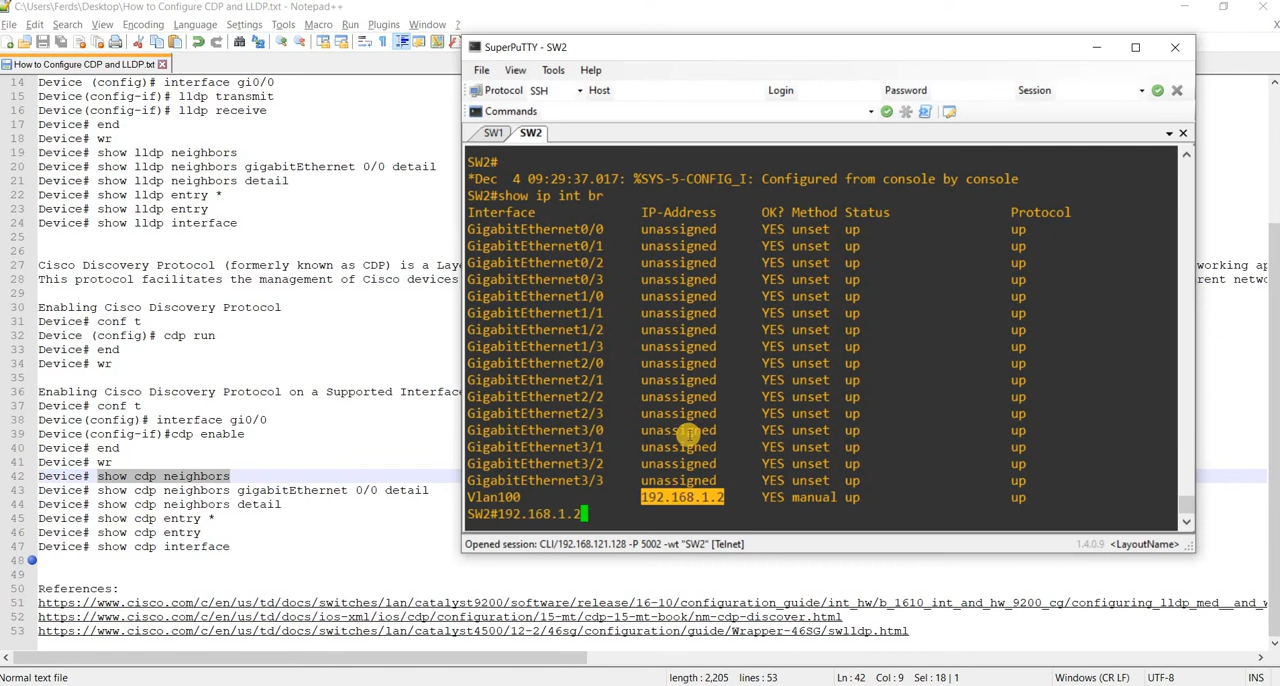 C:\Users\Ferds\Desktop\How to Configure CDP and LLDP.txt - Notepad++
File Edit Search View Encoding Language Settings Tools Macro Run Plugins Window ?
How to Configure CDP and LLDP.txt
14 Device (config)# interface gi0/0
15 Device(config-if)# lldp transmit
16 Device(config-if)# lldp receive
17 Device# end
18 Device# wr
19 Device# show lldp neighbors
20 Device# show lldp neighbors gigabitEthernet 0/0 detail
21 Device# show lldp neighbors detail
22 Device# show lldp entry *
23 Device# show lldp entry
24 Device# show lldp interface
25
26
27 Cisco Discovery Protocol (formerly known as CDP) is a Lay
working ap
28 This protocol facilitates the management of Cisco devices
rent netwo
29
30 Enabling Cisco Discovery Protocol
31 Device# conf t
32 Device (config)# cdp run
33 Device# end
34 Device# wr
35
36 Enabling Cisco Discovery Protocol on a Supported Interfac
37 Device# conf t
38 Device(config)# interface gi0/0
39 Device(config-if)#cdp enable
40 Device# end
41 Device# wr
42 Device# show cdp neighbors
43 Device# show cdp neighbors gigabitEthernet 0/0 detail
44 Device# show cdp neighbors detail
45 Device# show cdp entry *
46 Device# show cdp entry
47 Device# show cdp interface
48
49
50 References:
51 https://www.cisco.com/c/en/us/td/docs/switches/lan/catalyst9200/software/release/16-10/configuration_guide/int_hw/b_1610_int_and_hw_9200_cg/configuring_lldp_med__and_w
52 https://www.cisco.com/c/en/us/td/docs/ios-xml/ios/cdp/configuration/15-mt/cdp-15-mt-book/nm-cdp-discover.html
53 https://www.cisco.com/c/en/us/td/docs/switches/lan/catalyst4500/12-2/46sg/configuration/guide/Wrapper-46SG/swlldp.html
SuperPuTTY - SW2
File View Tools Help
Protocol SSH Host Login Password Session
Commands
SW1 SW2
SW2#
*Dec  4 09:29:37.017: %SYS-5-CONFIG_I: Configured from console by console
SW2#show ip int br
Interface IP-Address OK? Method Status Protocol
GigabitEthernet0/0 unassigned YES unset up up
GigabitEthernet0/1 unassigned YES unset up up
GigabitEthernet0/2 unassigned YES unset up up
GigabitEthernet0/3 unassigned YES unset up up
GigabitEthernet1/0 unassigned YES unset up up
GigabitEthernet1/1 unassigned YES unset up up
GigabitEthernet1/2 unassigned YES unset up up
GigabitEthernet1/3 unassigned YES unset up up
GigabitEthernet2/0 unassigned YES unset up up
GigabitEthernet2/1 unassigned YES unset up up
GigabitEthernet2/2 unassigned YES unset up up
GigabitEthernet2/3 unassigned YES unset up up
GigabitEthernet3/0 unassigned YES unset up up
GigabitEthernet3/1 unassigned YES unset up up
GigabitEthernet3/2 unassigned YES unset up up
GigabitEthernet3/3 unassigned YES unset up up
Vlan100 192.168.1.2 YES manual up up
SW2#192.168.1.2
Opened session: CLI/192.168.121.128 -P 5002 -wt "SW2" [Telnet] 1.4.0.9 <LayoutName>
Normal text file length : 2,205 lines : 53 Ln : 42 Col : 9 Sel : 18 | 1 Windows (CR LF) UTF-8 INS